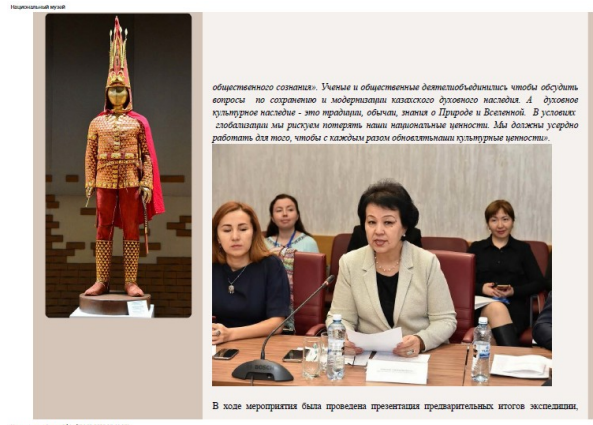 Национальный музей
общественного сознания». Ученые и общественные деятелиобъединились чтобы обсудить
вопросы по сохранению и модернизации казахского духовного наследия. А духовное
культурное наследие - это традиции, обычаи, знания о Природе и Вселенной. В условиях
глобализации мы рискуем потерять наши национальные ценности. Мы должны усердно
работать для того, чтобы с каждым разом обновлятьнаши культурные ценности».
В ходе мероприятия была проведена презентация предварительных итогов экспедиции,